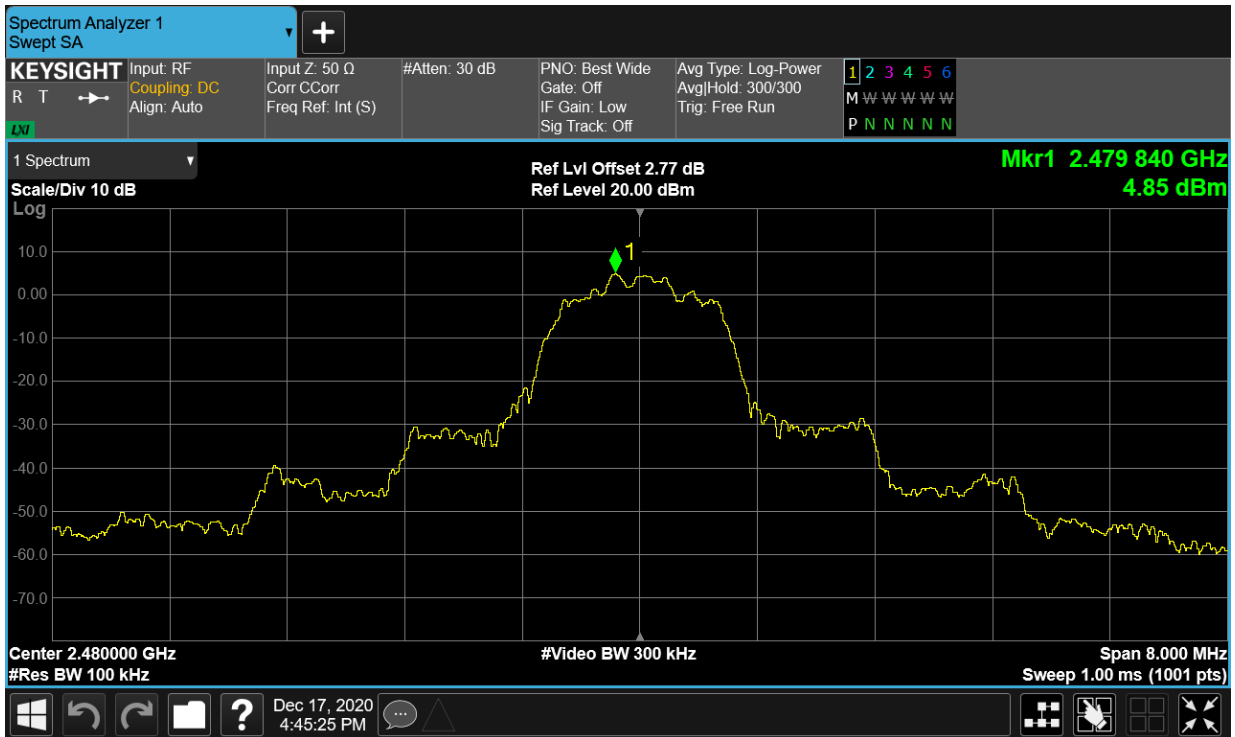 Spectrum Analyzer 1
Swept SA
+
KEYSIGHT
R T
LXI
Input: RF
Coupling: DC
Align: Auto
Input Z: 50 Ω
Corr CCorr
Freq Ref: Int (S)
#Atten: 30 dB
PNO: Best Wide
Gate: Off
IF Gain: Low
Sig Track: Off
Avg Type: Log-Power
Avg|Hold: 300/300
Trig: Free Run
1 2 3 4 5 6
M W W W W W
P N N N N N
1 Spectrum
Scale/Div 10 dB
Log
Ref Lvl Offset 2.77 dB
Ref Level 20.00 dBm
Mkr1 2.479 840 GHz
4.85 dBm
1
10.0
0.00
-10.0
-20.0
-30.0
-40.0
-50.0
-60.0
-70.0
Center 2.480000 GHz
#Res BW 100 kHz
#Video BW 300 kHz
Span 8.000 MHz
Sweep 1.00 ms (1001 pts)
?
Dec 17, 2020
4:45:25 PM